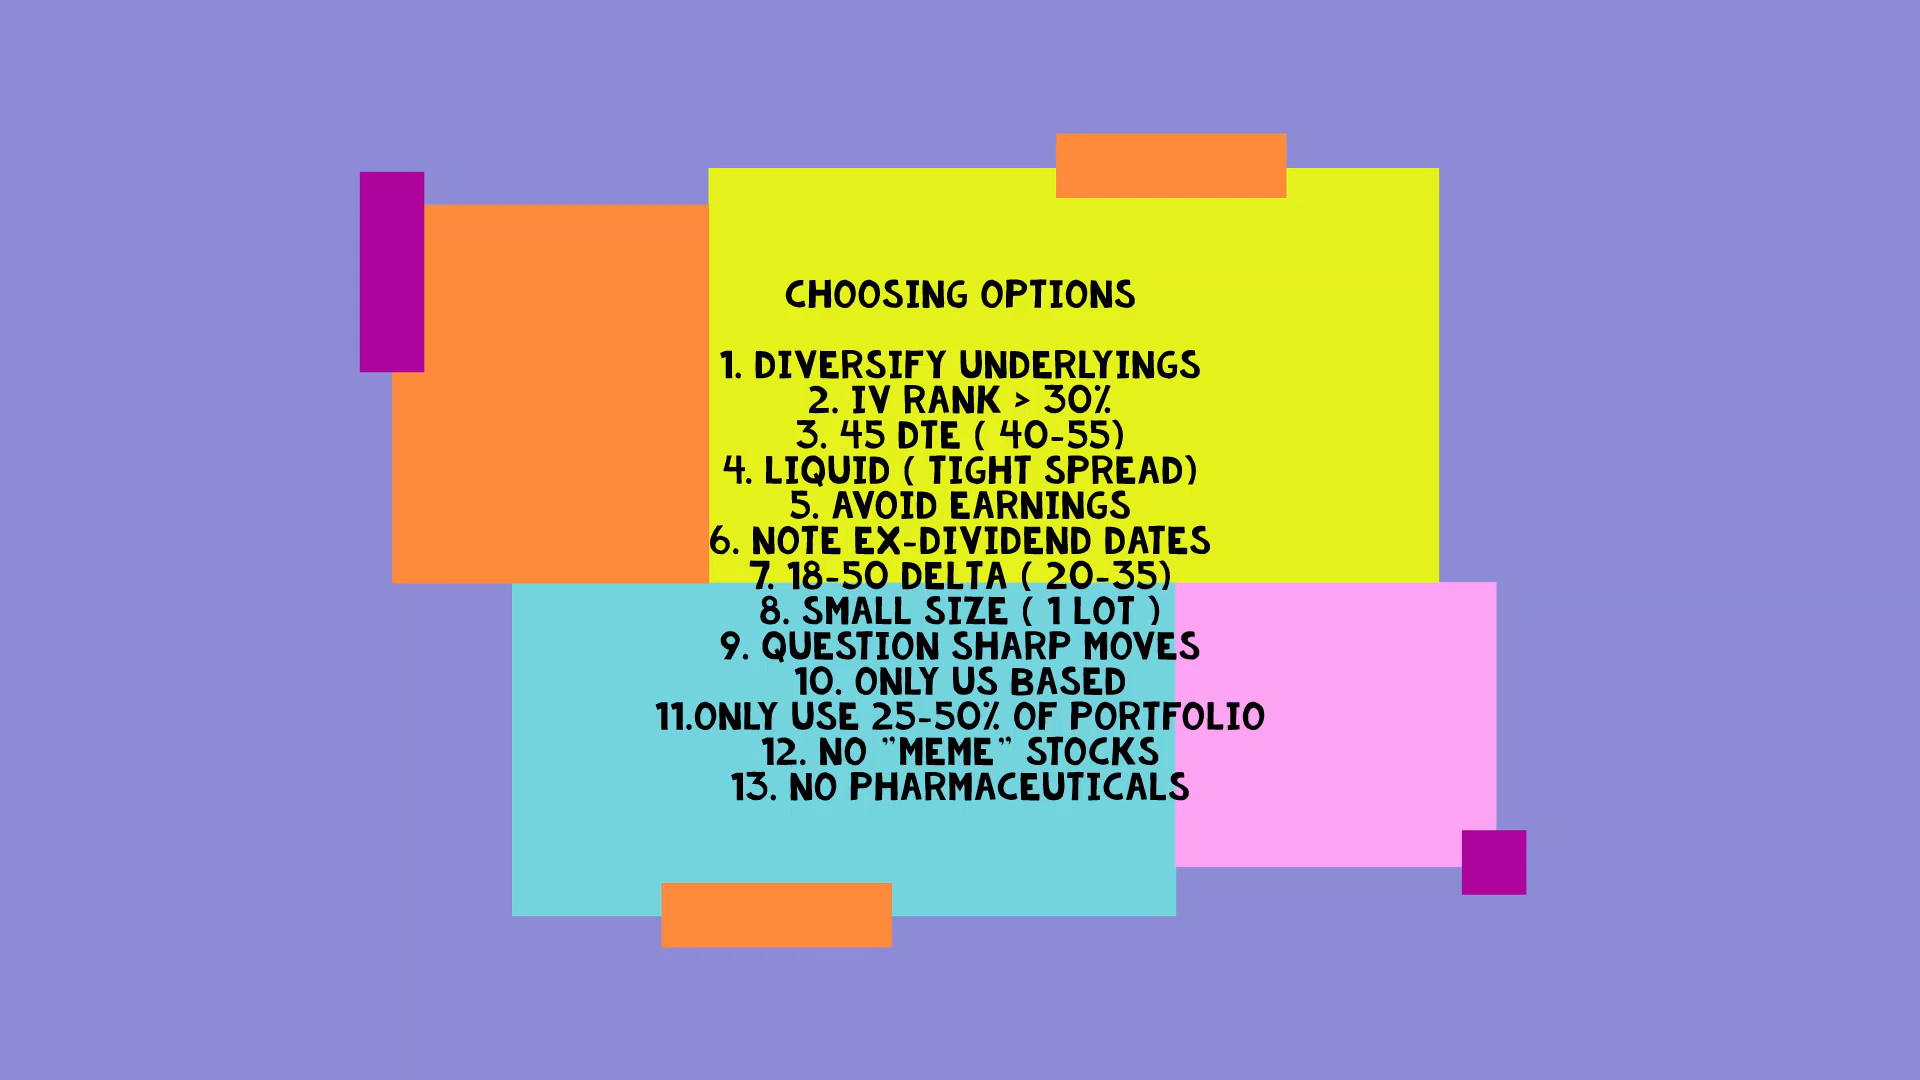 CHOOSING OPTIONS
1. DIVERSIFY UNDERLYINGS
2. IV RANK > 30%
3. 45 DTE ( 40-55)
4. LIQUID ( TIGHT SPREAD)
5. AVOID EARNINGS
6. NOTE EX-DIVIDEND DATES
7. 18-50 DELTA ( 20-35)
8. SMALL SIZE ( 1 LOT )
9. QUESTION SHARP MOVES
10. ONLY US BASED
11.ONLY USE 25-50% OF PORTFOLIO
12. NO "MEME" STOCKS
13. NO PHARMACEUTICALS